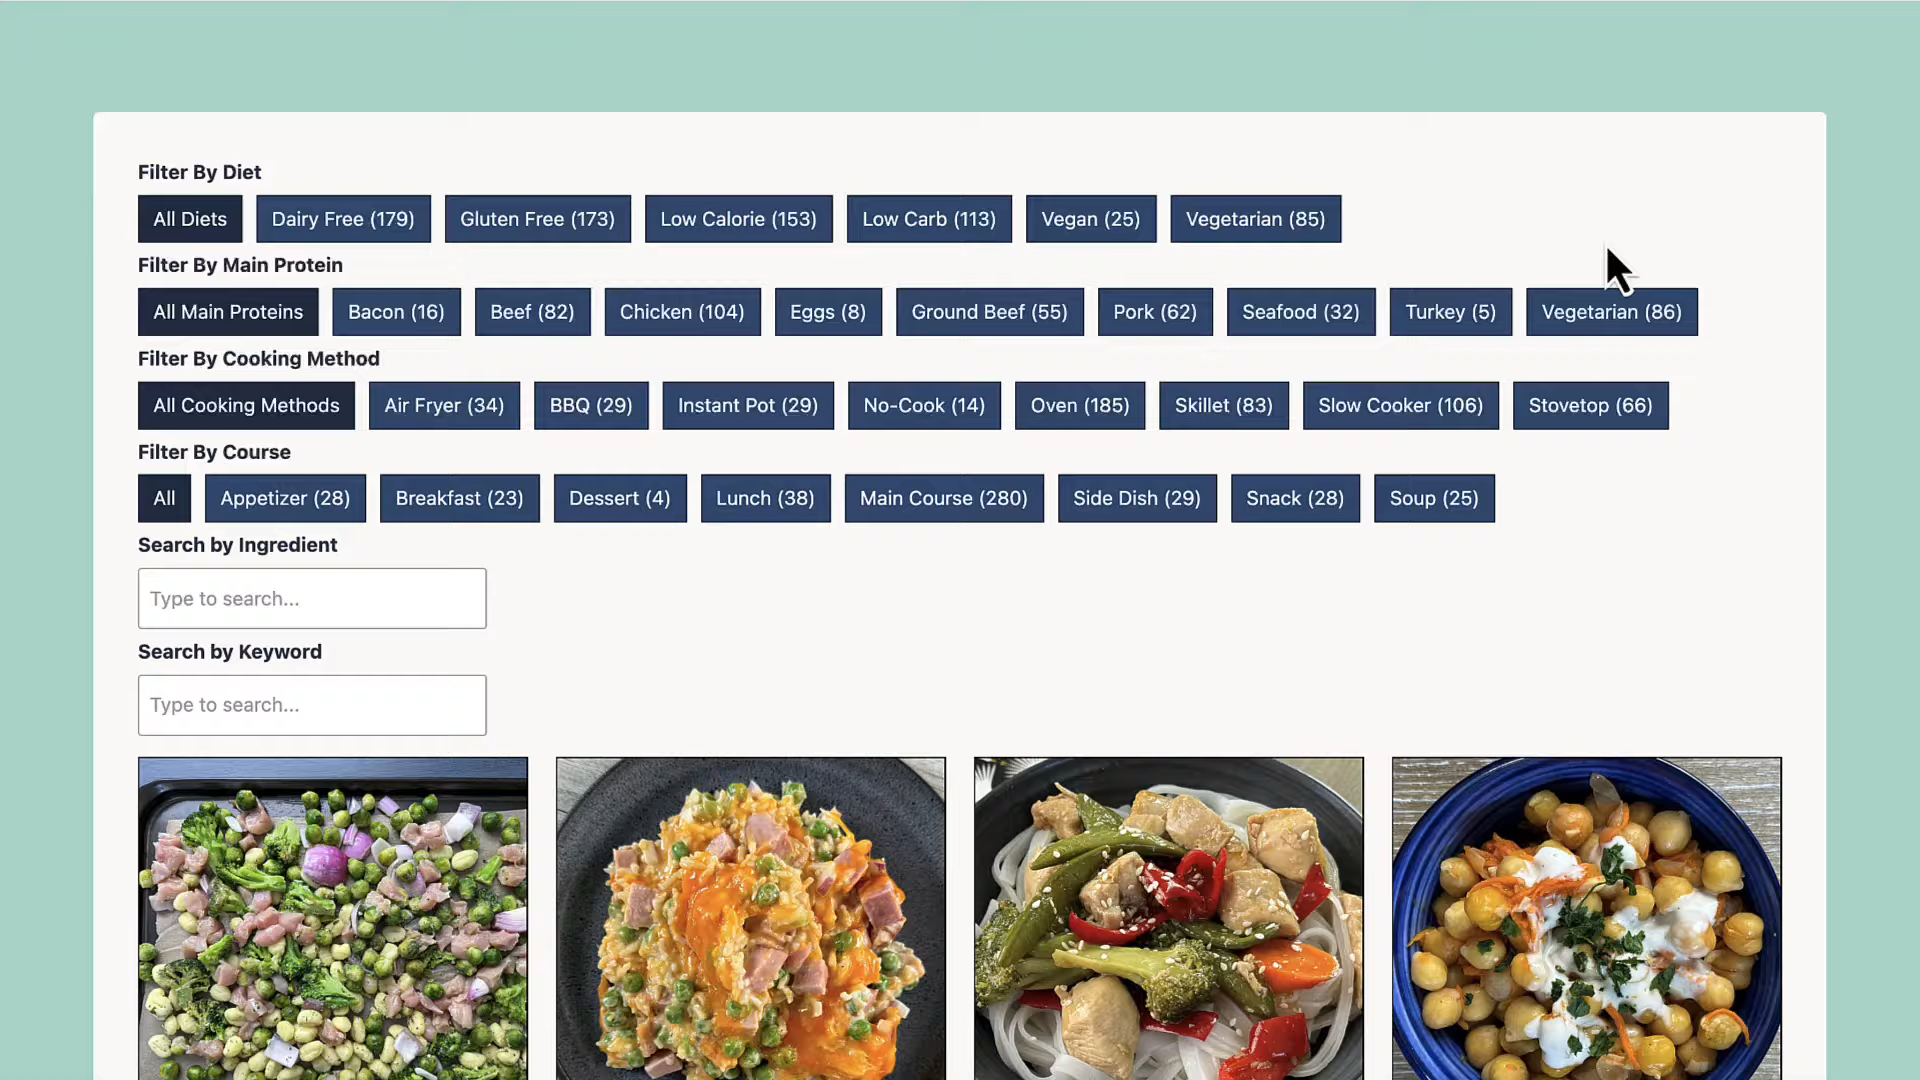 Filter By Diet
All Diets Dairy Free (179) Gluten Free (173) Low Calorie (153) Low Carb (113) Vegan (25) Vegetarian (85)
Filter By Main Protein
All Main Proteins Bacon (16) Beef (82) Chicken (104) Eggs (8) Ground Beef (55) Pork (62) Seafood (32) Turkey (5) Vegetarian (86)
Filter By Cooking Method
All Cooking Methods Air Fryer (34) BBQ (29) Instant Pot (29) No-Cook (14) Oven (185) Skillet (83) Slow Cooker (106) Stovetop (66)
Filter By Course
All Appetizer (28) Breakfast (23) Dessert (4) Lunch (38) Main Course (280) Side Dish (29) Snack (28) Soup (25)
Search by Ingredient
Type to search...
Search by Keyword
Type to search...